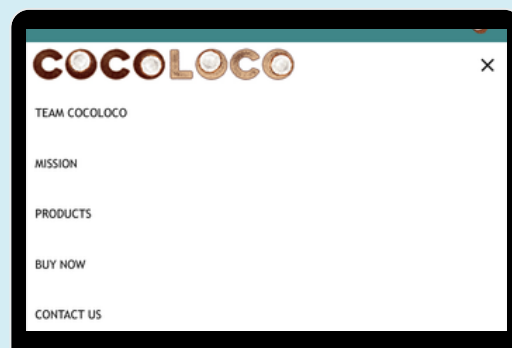 COCOLOCO
TEAM COCOLOCO
MISSION
PRODUCTS
BUY NOW
CONTACT US